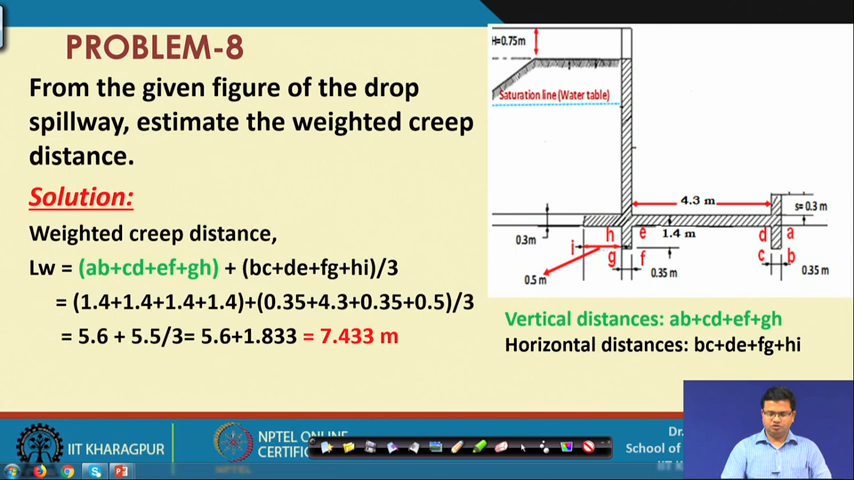 PROBLEM-8
From the given figure of the drop
spillway, estimate the weighted creep
distance.
Solution:
Weighted creep distance,
Lw = (ab+cd+ef+gh) + (bc+de+fg+hi)/3
= (1.4+1.4+1.4+1.4)+(0.35+4.3+0.35+0.5)/3
= 5.6 + 5.5/3= 5.6+1.833 = 7.433 m
H=0.75m
Saturation line (Water table)
4.3 m
s= 0.3 m
0.3m
h
e
1.4 m
d
a
i
g
f
c
b
0.5 m
0.35 m
0.35 m
Vertical distances: ab+cd+ef+gh
Horizontal distances: bc+de+fg+hi
IIT KHARAGPUR
NPTEL
NPTEL ONLINE
CERTIFIC
Dr.
School of
IIT K